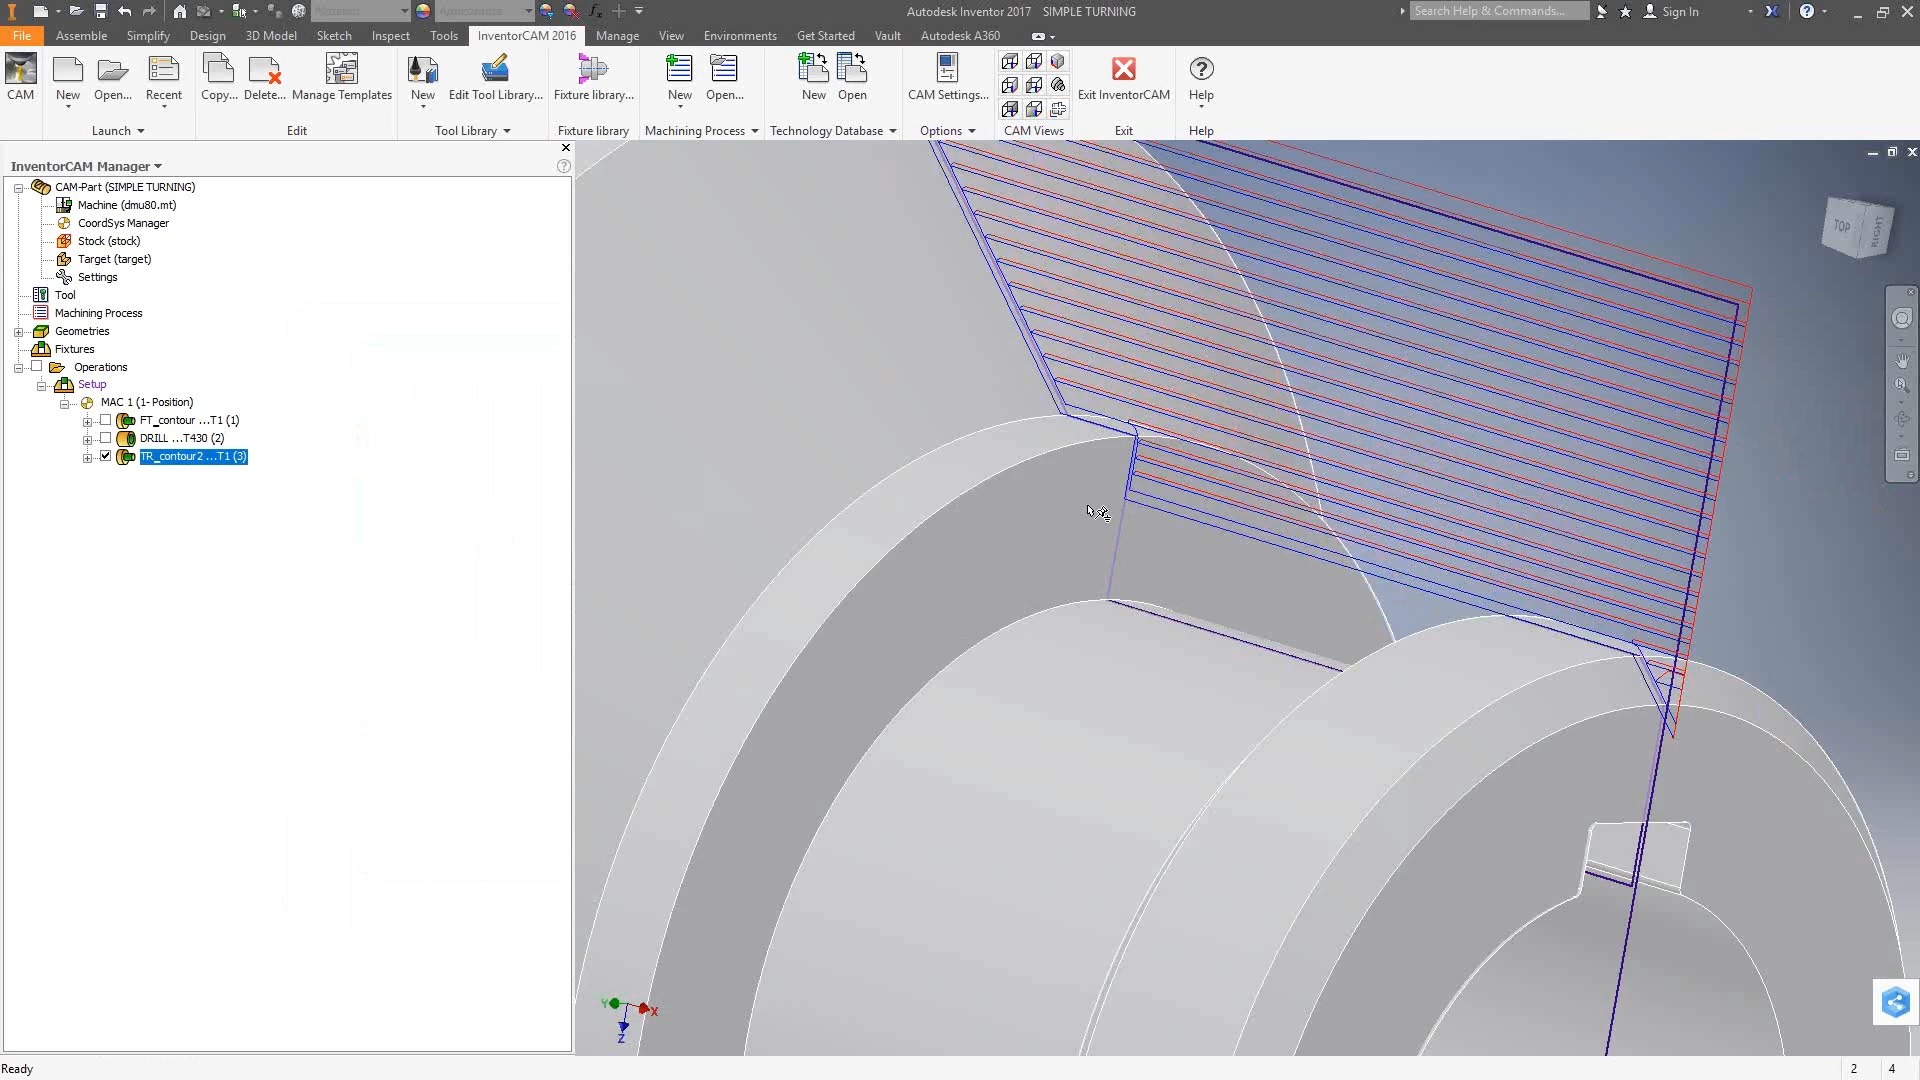 Autodesk Inventor 2017 SIMPLE TURNING
Search Help & Commands...
Sign In
File
Assemble
Simplify
Design
3D Model
Sketch
Inspect
Tools
InventorCAM 2016
Manage
View
Environments
Get Started
Vault
Autodesk A360
CAM
New
Open...
Recent
Copy...
Delete...
Manage Templates
New
Edit Tool Library...
Fixture library...
New
Open...
New
Open
CAM Settings...
Exit InventorCAM
Help
Launch
Edit
Tool Library
Fixture library
Machining Process
Technology Database
Options
CAM Views
Exit
Help
InventorCAM Manager
CAM-Part (SIMPLE TURNING)
Machine (dmu80.mt)
CoordSys Manager
Stock (stock)
Target (target)
Settings
Tool
Machining Process
Geometries
Fixtures
Operations
Setup
MAC 1 (1- Position)
FT_contour ...T1 (1)
DRILL ...T430 (2)
TR_contour2 ...T1 (3)
TOP
RIGHT
Y
X
Z
Ready
2
4